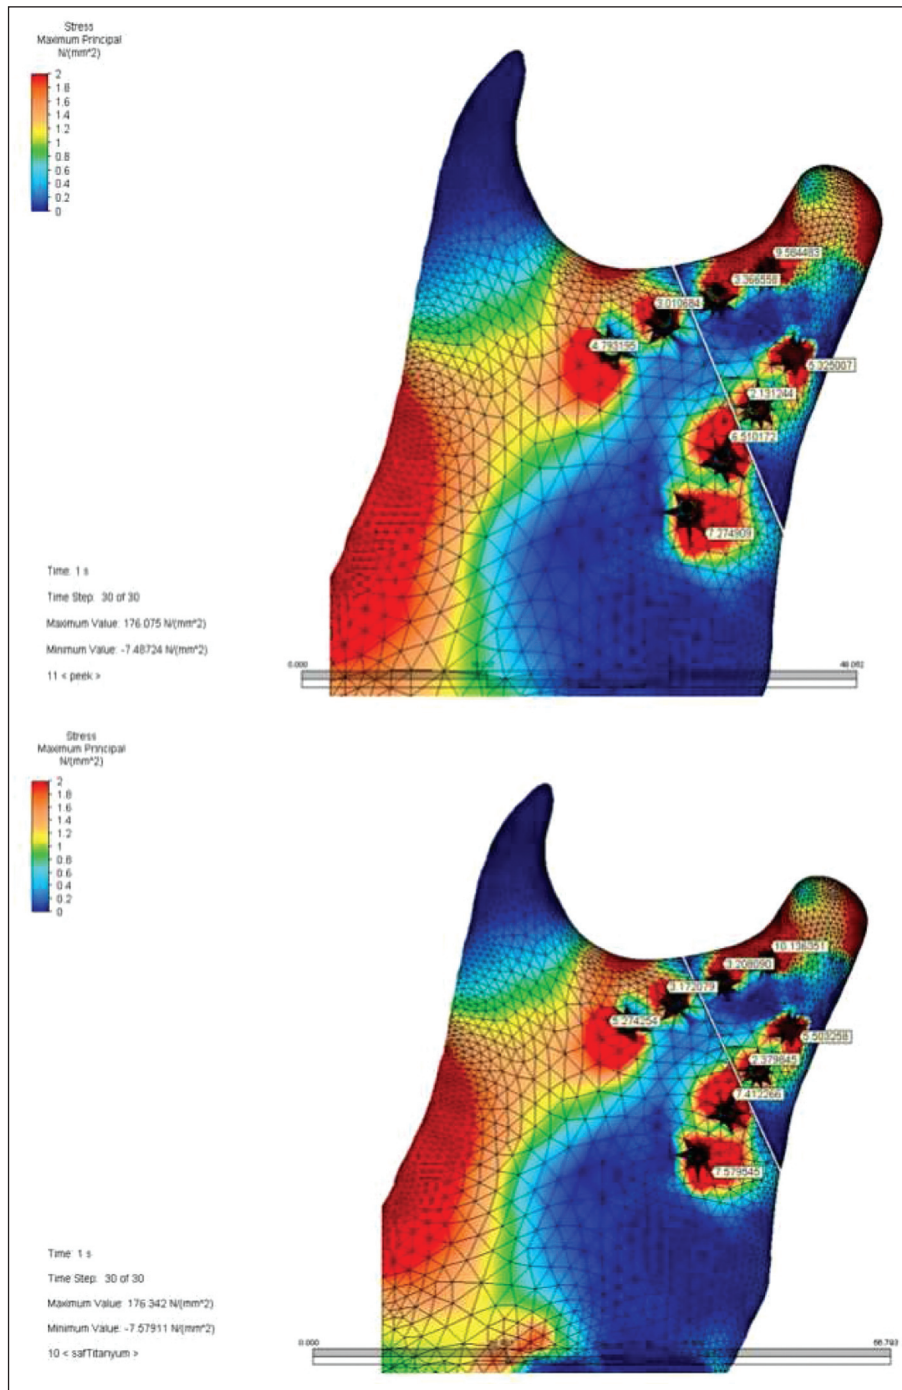 Stress
Maximum Principal
N/(mm^2)
2
1.8
1.6
1.4
1.2
1
0.8
0.6
0.4
0.2
0
9.564483
3.366558
3.010684
4.793195
5.325007
2.131244
6.510172
7.274909
Time: 1 s
Time Step: 30 of 30
Maximum Value: 176.075 N/(mm^2)
Minimum Value: -7.48724 N/(mm^2)
11 < peek >
0.000
48.062
Stress
Maximum Principal
N/(mm^2)
2
1.8
1.6
1.4
1.2
1
0.8
0.6
0.4
0.2
0
10.136351
3.208090
3.172079
5.274254
5.503258
2.379845
7.412266
7.579545
Time: 1 s
Time Step: 30 of 30
Maximum Value: 176.342 N/(mm^2)
Minimum Value: -7.57911 N/(mm^2)
10 < safTitanyum >
0.000
56.793